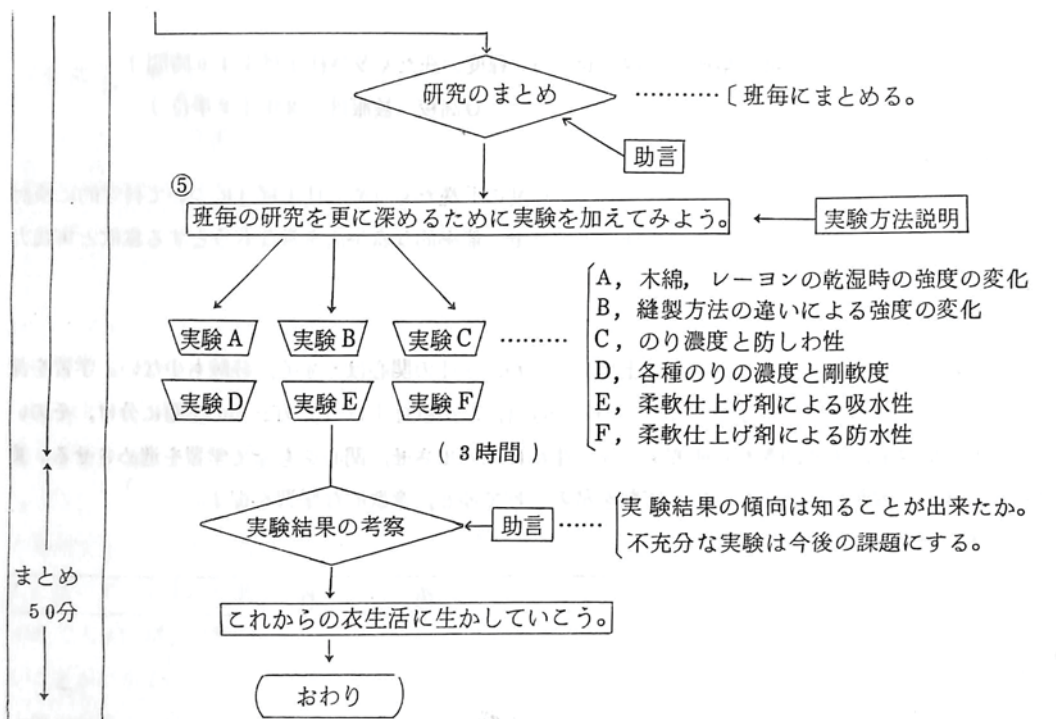 研究のまとめ ………… 〔班毎にまとめる。
助言
⑤
班毎の研究を更に深めるために実験を加えてみよう。
実験方法説明
A，木綿，レーヨンの乾湿時の強度の変化
B，縫製方法の違いによる強度の変化
実験A 実験B 実験C ……… C，のり濃度と防しわ性
D，各種のりの濃度と剛軟度
実験D 実験E 実験F
E，柔軟仕上げ剤による吸水性
F，柔軟仕上げ剤による防水性
(3時間)
実験結果の考察 助言 ……
実験結果の傾向は知ることが出来たか。
不充分な実験は今後の課題にする。
まとめ
50分
これからの衣生活に生かしていこう。
おわり